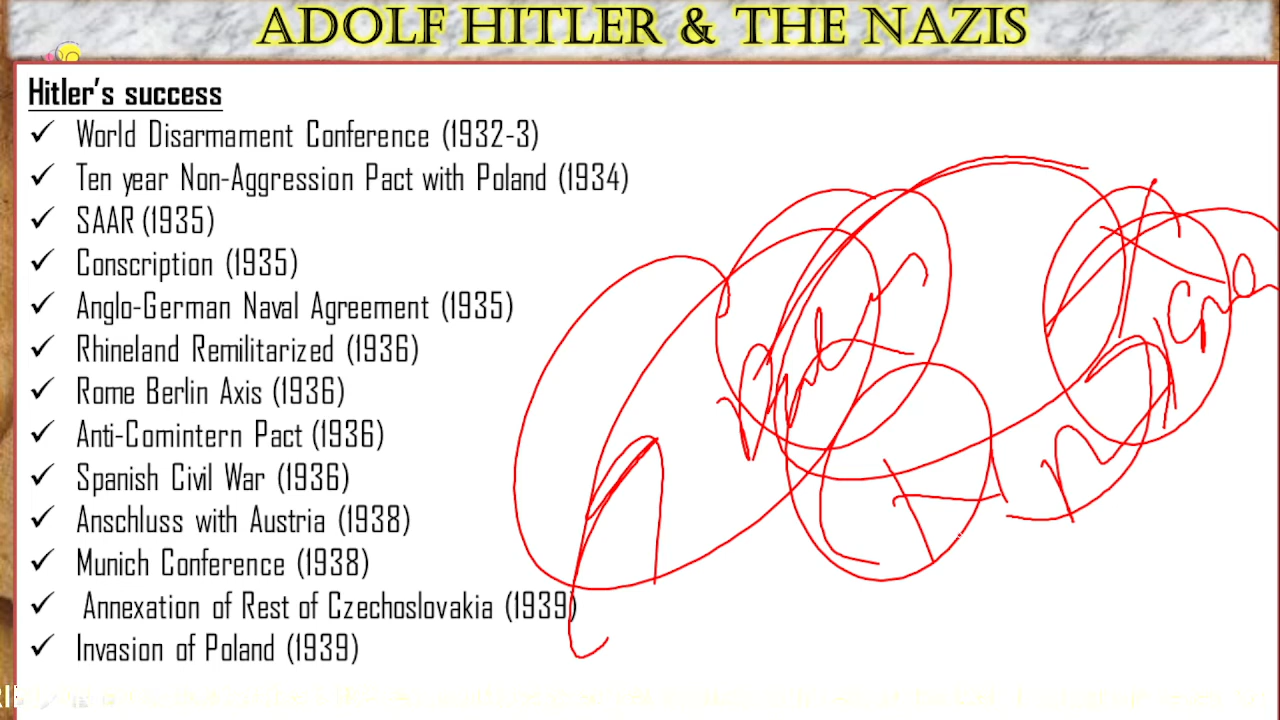 ADOLF HITLER & THE NAZIS
Hitler's success
✓ World Disarmament Conference (1932-3)
✓ Ten year Non-Aggression Pact with Poland (1934)
✓ SAAR (1935)
✓ Conscription (1935)
✓ Anglo-German Naval Agreement (1935)
✓ Rhineland Remilitarized (1936)
✓ Rome Berlin Axis (1936)
✓ Anti-Comintern Pact (1936)
✓ Spanish Civil War (1936)
✓ Anschluss with Austria (1938)
✓ Munich Conference (1938)
✓ Annexation of Rest of Czechoslovakia (1939)
✓ Invasion of Poland (1939)